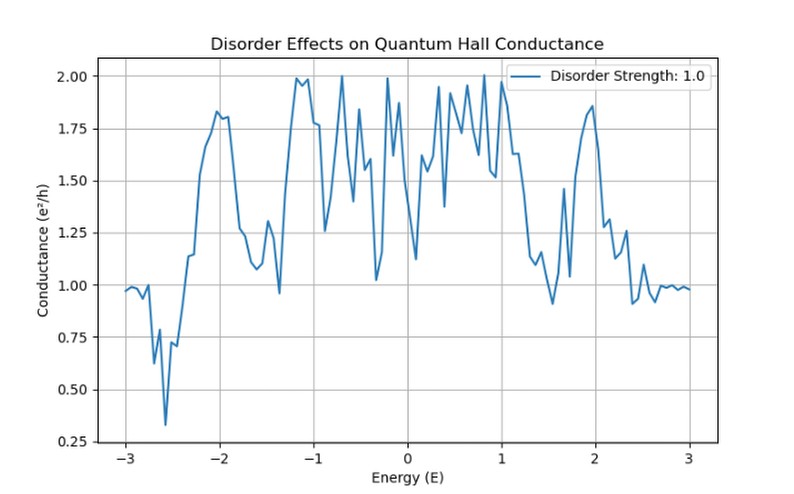 Disorder Effects on Quantum Hall Conductance
Disorder Strength: 1.0
Conductance (e²/h)
2.00
1.75
1.50
1.25
1.00
0.75
0.50
0.25
−3 −2 −1 0 1 2 3
Energy (E)